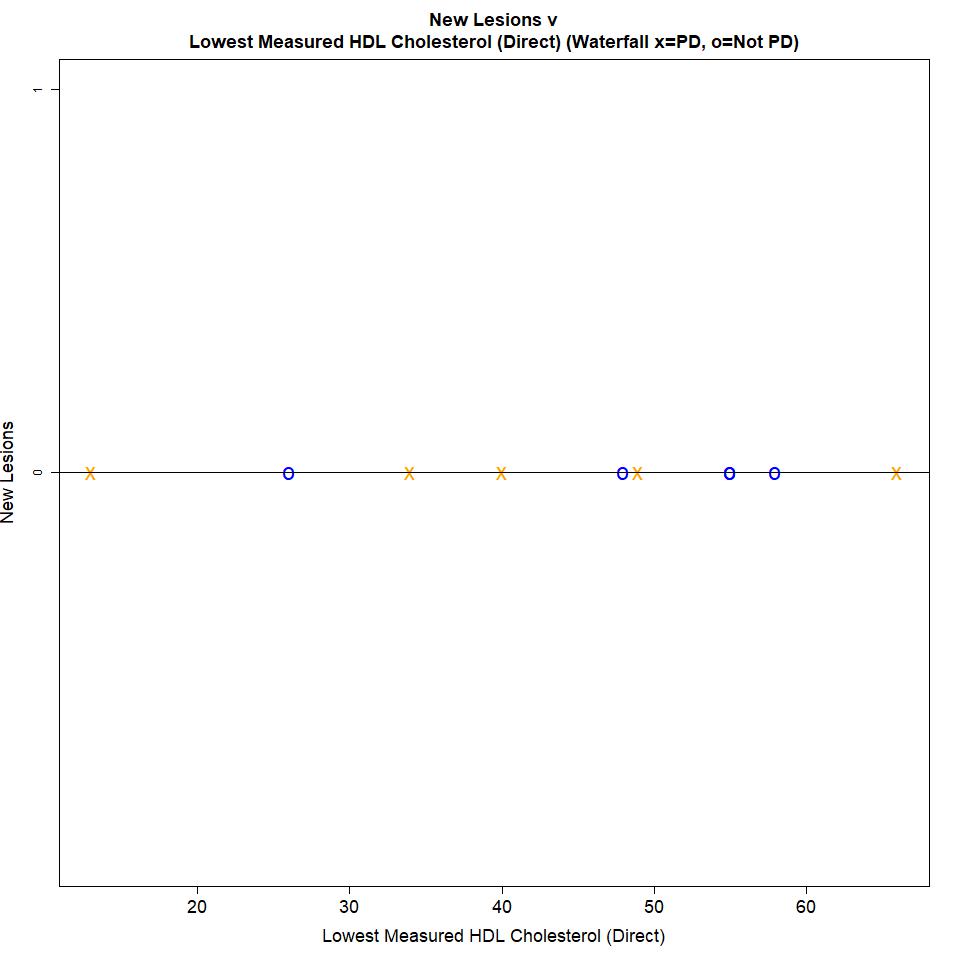 New Lesions v
Lowest Measured HDL Cholesterol (Direct) (Waterfall x=PD, o=Not PD)
1
New Lesions
0
x o x x o x o o x
20 30 40 50 60
Lowest Measured HDL Cholesterol (Direct)